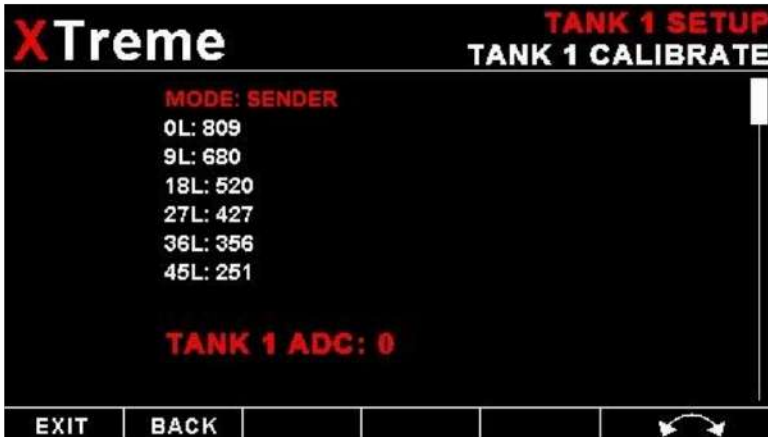 XTreme
TANK 1 SETUP
TANK 1 CALIBRATE
MODE: SENDER
0L: 809
9L: 680
18L: 520
27L: 427
36L: 356
45L: 251
TANK 1 ADC: 0
EXIT
BACK